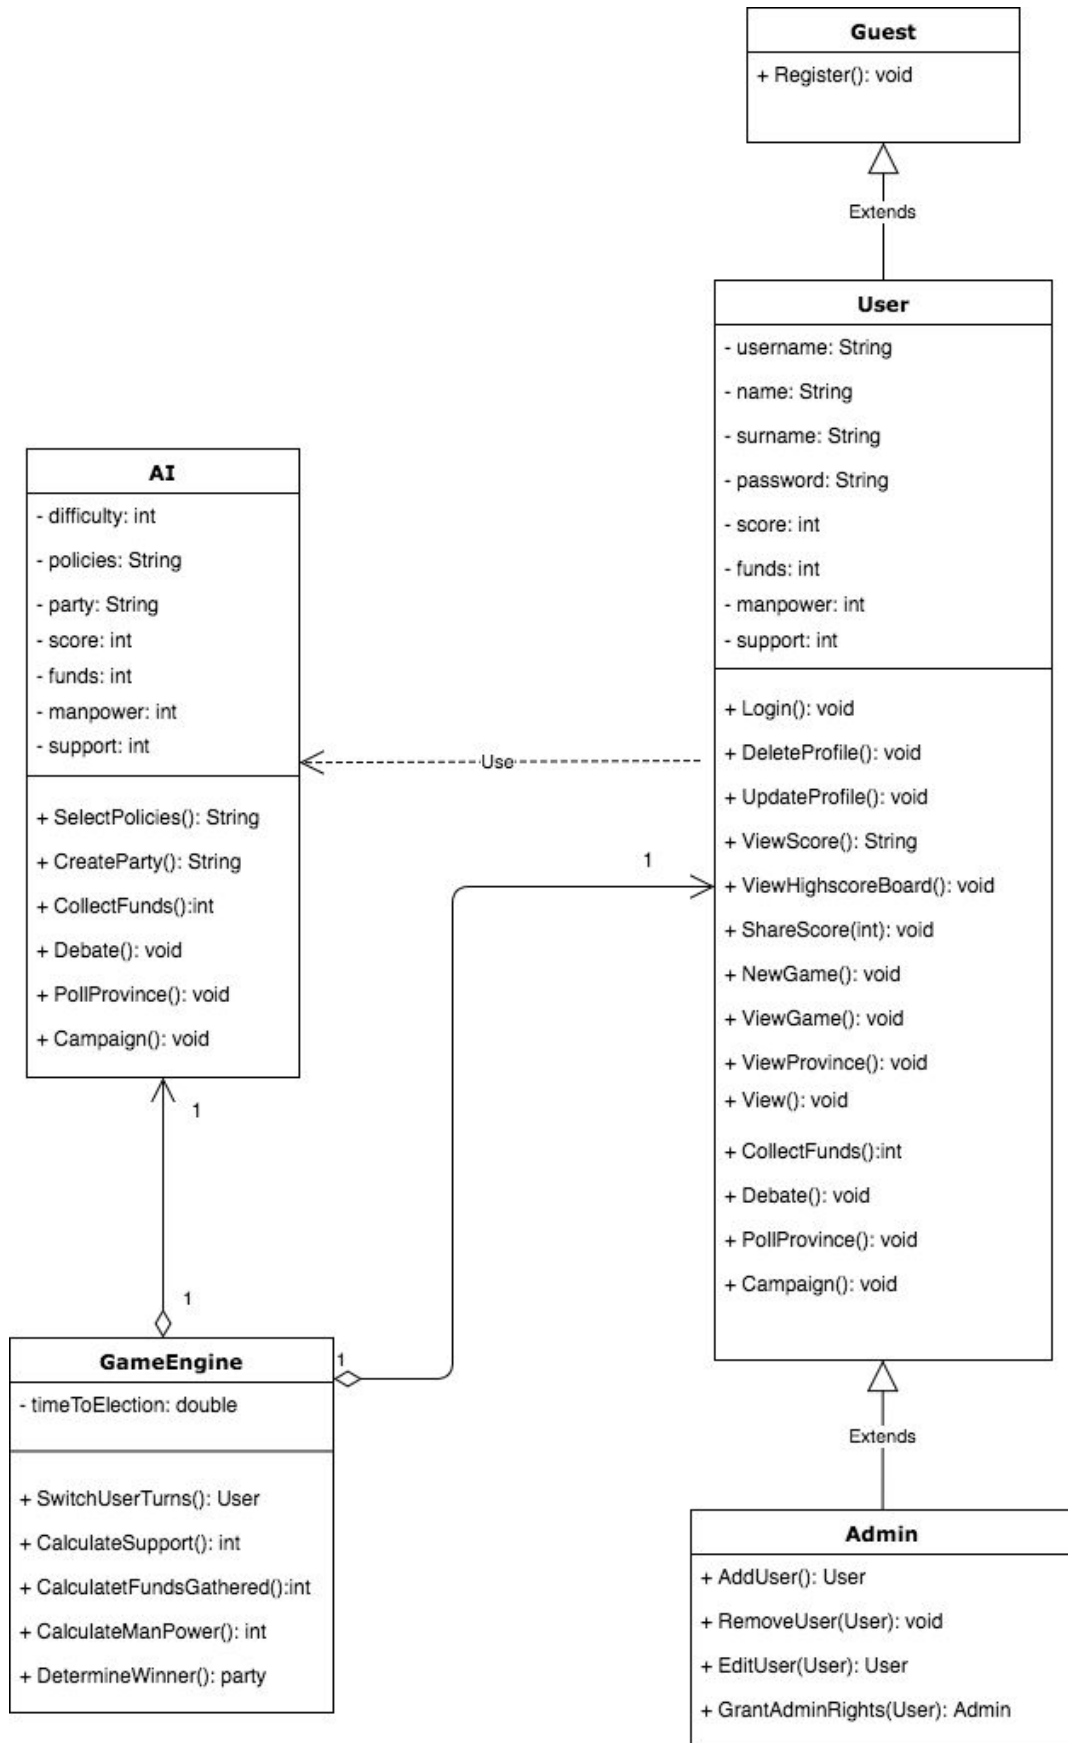 Guest
+ Register(): void
Extends
User
- username: String
- name: String
- surname: String
- password: String
- score: int
- funds: int
- manpower: int
- support: int
+ Login(): void
+ DeleteProfile(): void
+ UpdateProfile(): void
+ ViewScore(): String
+ ViewHighscoreBoard(): void
+ ShareScore(int): void
+ NewGame(): void
+ ViewGame(): void
+ ViewProvince(): void
+ View(): void
+ CollectFunds():int
+ Debate(): void
+ PollProvince(): void
+ Campaign(): void
AI
- difficulty: int
- policies: String
- party: String
- score: int
- funds: int
- manpower: int
- support: int
+ SelectPolicies(): String
+ CreateParty(): String
+ CollectFunds():int
+ Debate(): void
+ PollProvince(): void
+ Campaign(): void
Use
1
1
1
1
GameEngine
- timeToElection: double
+ SwitchUserTurns(): User
+ CalculateSupport(): int
+ CalculatetFundsGathered():int
+ CalculateManPower(): int
+ DetermineWinner(): party
Extends
Admin
+ AddUser(): User
+ RemoveUser(User): void
+ EditUser(User): User
+ GrantAdminRights(User): Admin